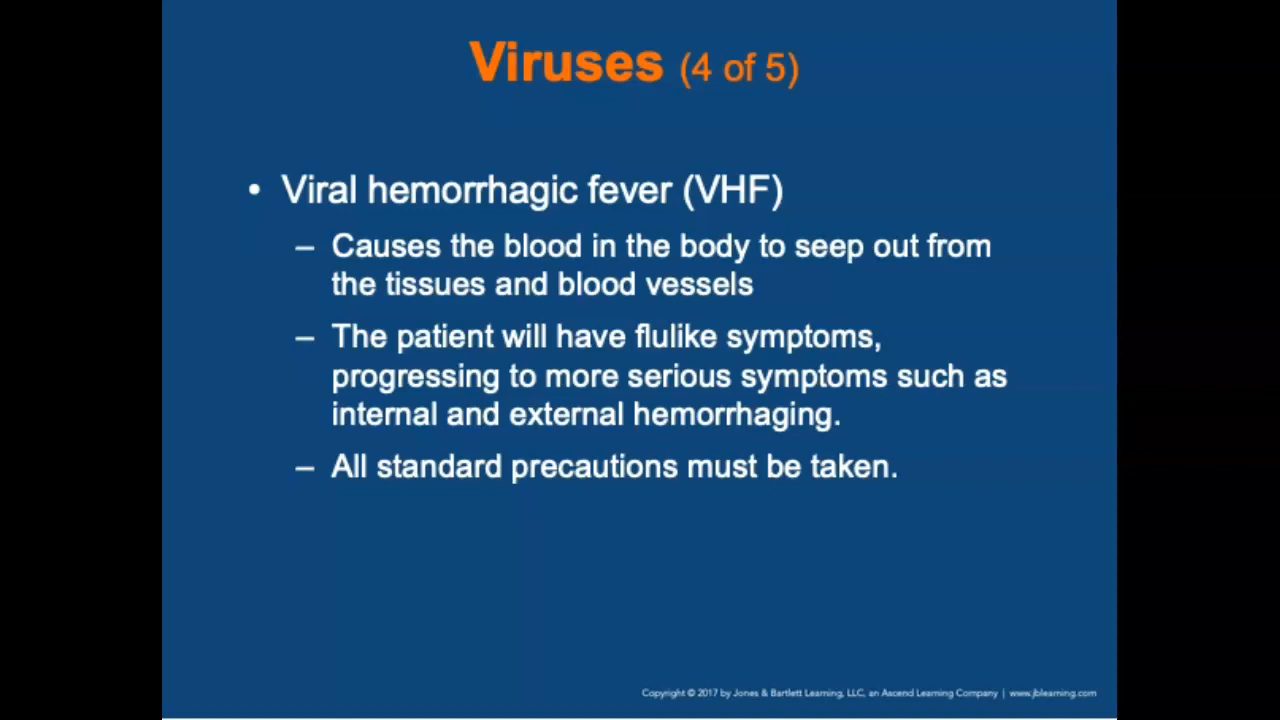 Viruses (4 of 5)
• Viral hemorrhagic fever (VHF)
– Causes the blood in the body to seep out from
the tissues and blood vessels
– The patient will have flulike symptoms,
progressing to more serious symptoms such as
internal and external hemorrhaging.
– All standard precautions must be taken.
Copyright © 2017 by Jones & Bartlett Learning, LLC, an Ascend Learning Company | www.jblearning.com